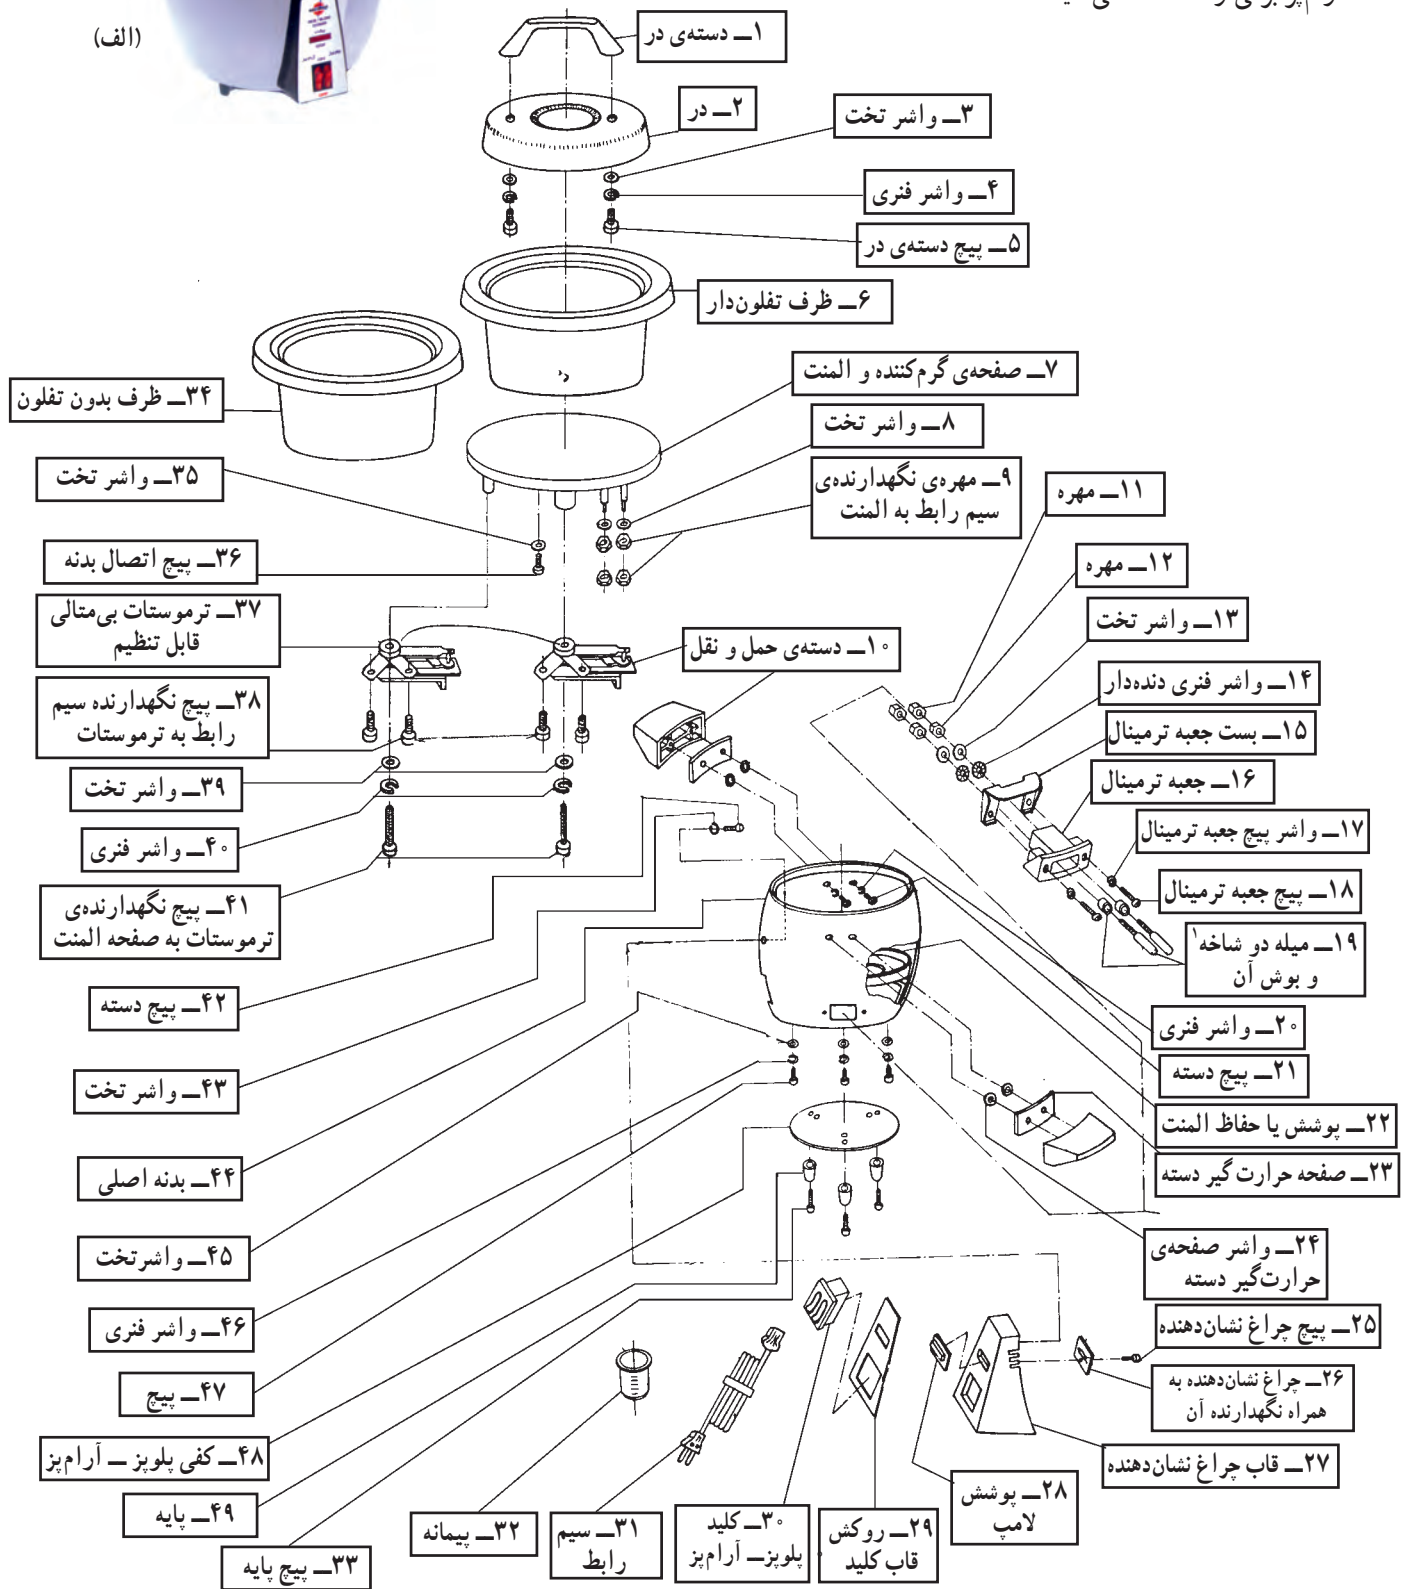 (الف)
۱ــ دسته‌ی در
۲ــ در
۳ــ واشر تخت
۴ــ واشر فنری
۵ــ پیچ دسته‌ی در
۶ــ ظرف تفلون‌دار
۷ــ صفحه‌ی گرم‌کننده و المنت
۸ــ واشر تخت
۹ــ مهره‌ی نگهدارنده‌ی
سیم رابط به المنت
۱۰ــ دسته‌ی حمل و نقل
۱۱ــ مهره
۱۲ــ مهره
۱۳ــ واشر تخت
۱۴ــ واشر فنری دنده‌دار
۱۵ــ بست جعبه ترمینال
۱۶ــ جعبه ترمینال
۱۷ــ واشر پیچ جعبه ترمینال
۱۸ــ پیچ جعبه ترمینال
۱۹ــ میله دو شاخه۱
و بوش آن
۲۰ــ واشر فنری
۲۱ــ پیچ دسته
۲۲ــ پوشش یا حفاظ المنت
۲۳ــ صفحه حرارت گیر دسته
۲۴ــ واشر صفحه‌ی
حرارت‌گیر دسته
۲۵ــ پیچ چراغ نشان‌دهنده
۲۶ــ چراغ نشان‌دهنده به
همراه نگهدارنده آن
۲۷ــ قاب چراغ نشان‌دهنده
۲۸ــ پوشش
لامپ
۲۹ــ روکش
قاب کلید
۳۰ــ کلید
پلوپز ــ آرام‌پز
۳۱ــ سیم
رابط
۳۲ــ پیمانه
۳۳ــ پیچ پایه
۳۴ــ ظرف بدون تفلون
۳۵ــ واشر تخت
۳۶ــ پیچ اتصال بدنه
۳۷ــ ترموستات بی‌متالی
قابل تنظیم
۳۸ــ پیچ نگهدارنده سیم
رابط به ترموستات
۳۹ــ واشر تخت
۴۰ــ واشر فنری
۴۱ــ پیچ نگهدارنده‌ی
ترموستات به صفحه المنت
۴۲ــ پیچ دسته
۴۳ــ واشر تخت
۴۴ــ بدنه اصلی
۴۵ــ واشرتخت
۴۶ــ واشر فنری
۴۷ــ پیچ
۴۸ــ کفی پلوپز ــ آرام‌پز
۴۹ــ پایه